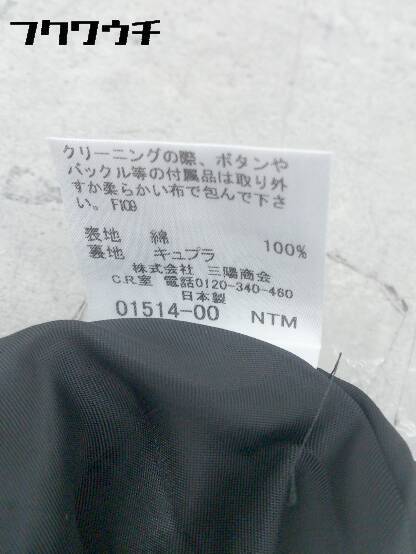 フクワウチ
クリーニングの際、ボタンや
バックル等の付属品は取り外
すか柔らかい布で包んで下さ
い。F109
表地 綿 100%
裏地 キュプラ
株式会社 三陽商会
C.R.室 電話0120-340-460
日本製
01514-00 NTM